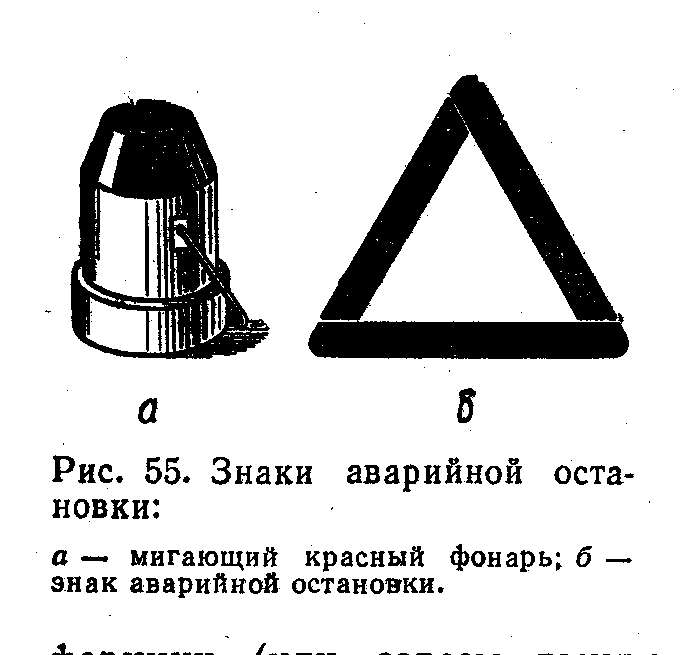 а б
Рис. 55. Знаки аварийной оста-
новки:
а — мигающий красный фонарь; б —
знак аварийной остановки.